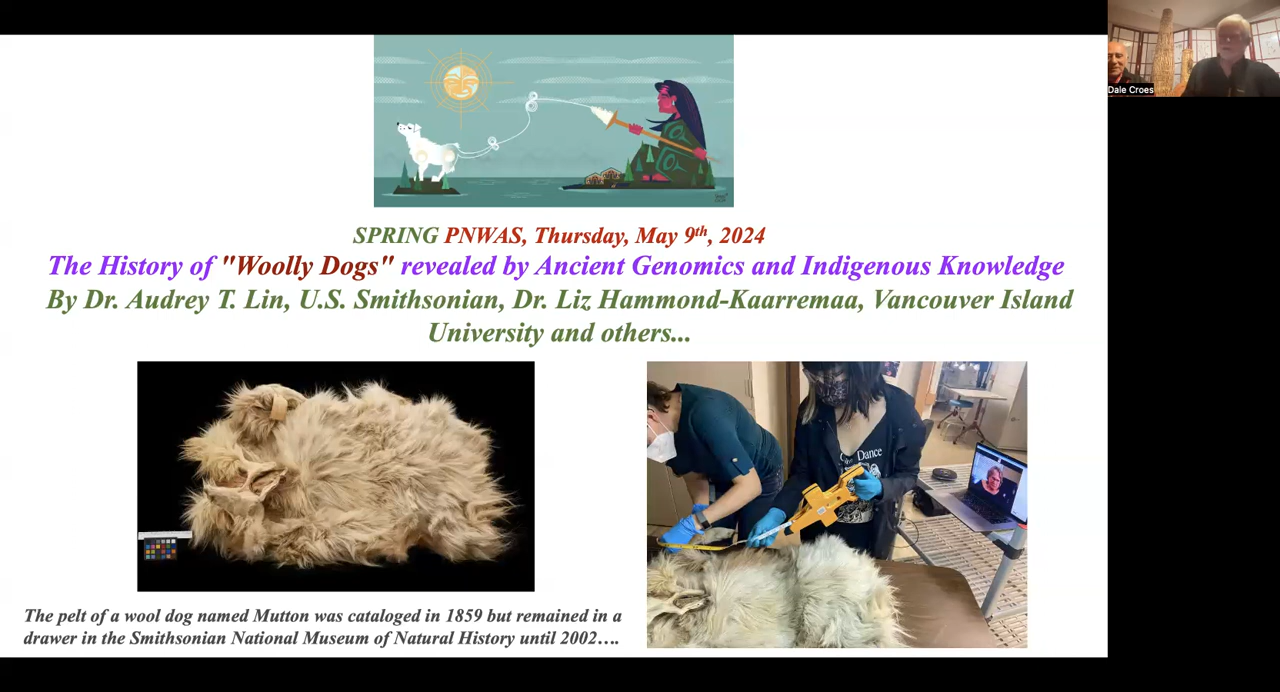 Dale Croes
SPRING PNWAS, Thursday, May 9th, 2024
The History of "Woolly Dogs" revealed by Ancient Genomics and Indigenous Knowledge
By Dr. Audrey T. Lin, U.S. Smithsonian, Dr. Liz Hammond-Kaarremaa, Vancouver Island
University and others...
Dance
The pelt of a wool dog named Mutton was cataloged in 1859 but remained in a
drawer in the Smithsonian National Museum of Natural History until 2002….